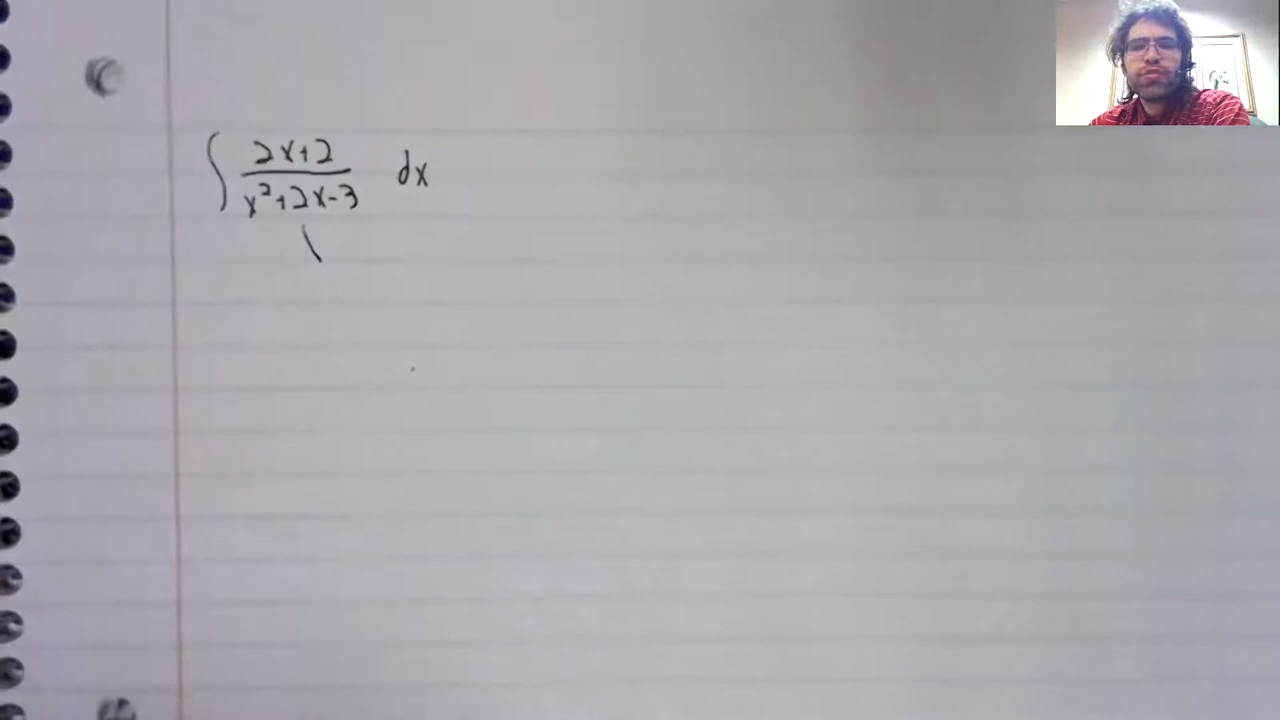 ∫ (2x+2)/(x²+2x-3) dx